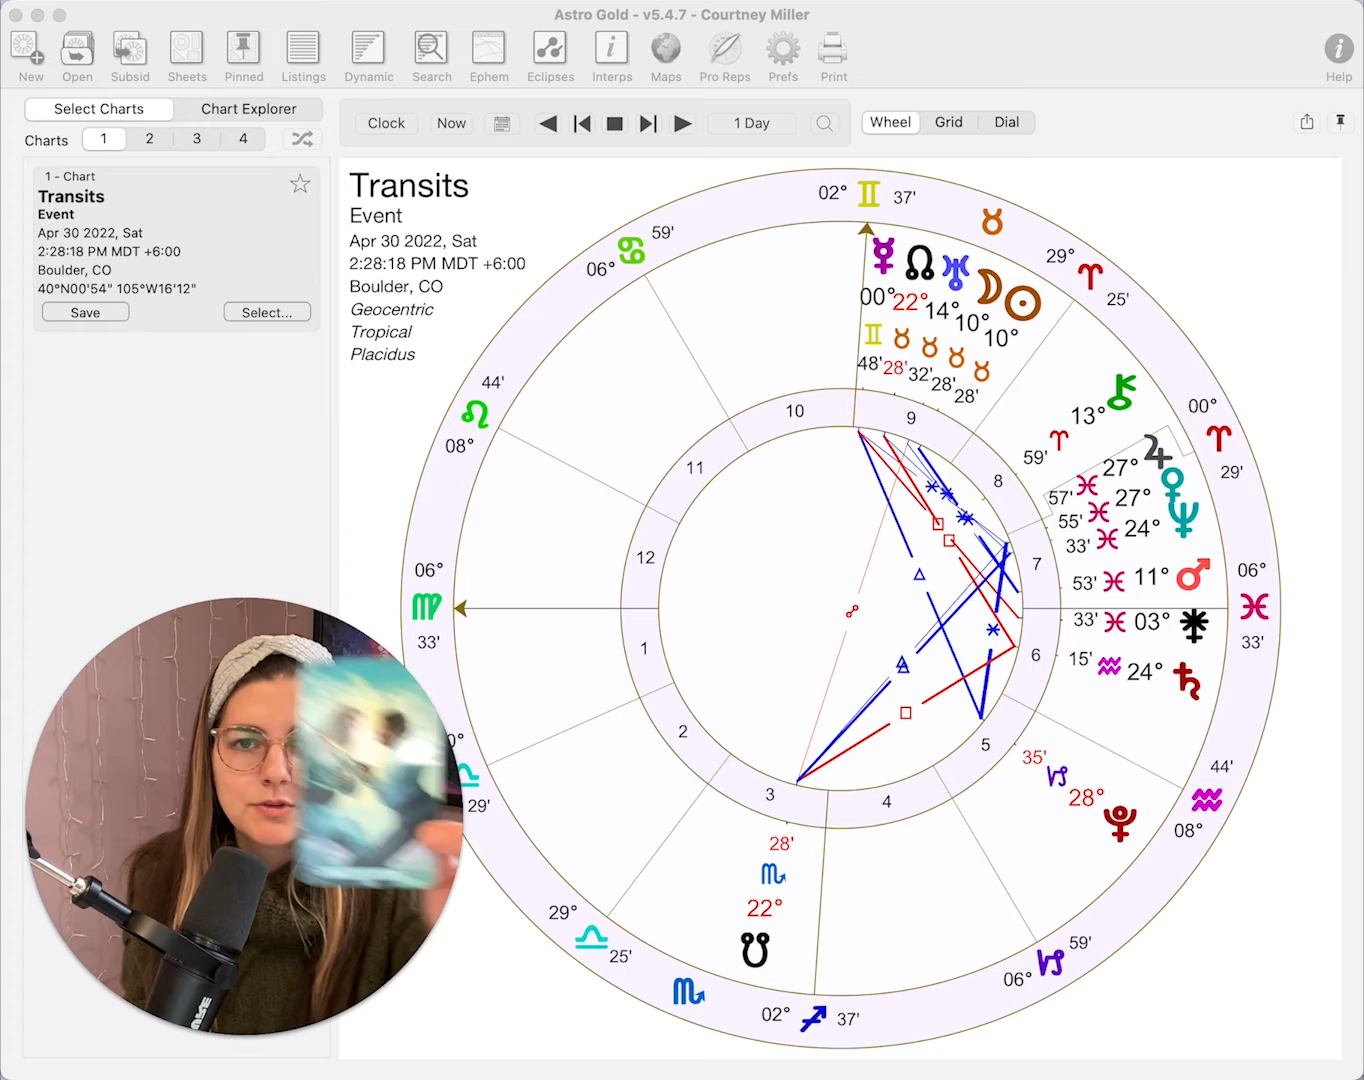 Astro Gold - v5.4.7 - Courtney Miller
New Open Subsid Sheets Pinned Listings Dynamic Search Ephem Eclipses Interps Maps Pro Reps Prefs Print Help
Select Charts Chart Explorer
Clock Now 1 Day Wheel Grid Dial
Charts 1 2 3 4
1 - Chart
Transits
Event
Apr 30 2022, Sat
2:28:18 PM MDT +6:00
Boulder, CO
40°N00'54" 105°W16'12"
Save Select...
Transits
Event
Apr 30 2022, Sat
2:28:18 PM MDT +6:00
Boulder, CO
Geocentric
Tropical
Placidus
02° ♊ 37'
♉
29° ♈ 25'
06° ♋ 59'
☿ ☊ ♅ ☽ ☉
00° 22° 14° 10° 10°
♊ ♉ ♉ ♉ ♉
48' 28' 32' 28' 28'
44' ♌ 08°
13° 59' ♈
00° ♈ 29'
10 9
11 8
12 7
1 6
2 5
3 4
57' ♓ 27° ♃
55' ♓ 27° ♀
33' ♓ 24° ♆
53' ♓ 11° ♂
33' ♓ 03°
15' ♒ 24° ♄
06° ♍ 33'
06° ♓ 33'
0° ♎ 29'
35' ♑ 28°
44' ♒ 08°
28' ♏ 22° ☋
29° ♎ 25'
♏
02° ♐ 37'
06° ♑ 59'
SHURE